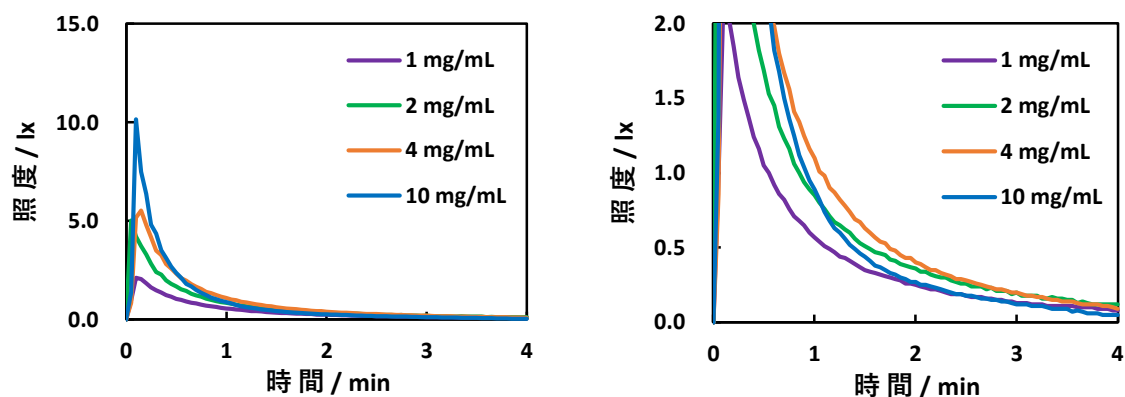 15.0
10.0
5.0
0.0
照 度 / lx
1 mg/mL
2 mg/mL
4 mg/mL
10 mg/mL
0 1 2 3 4
時 間 / min
2.0
1.5
1.0
0.5
0.0
照 度 / lx
1 mg/mL
2 mg/mL
4 mg/mL
10 mg/mL
0 1 2 3 4
時 間 / min